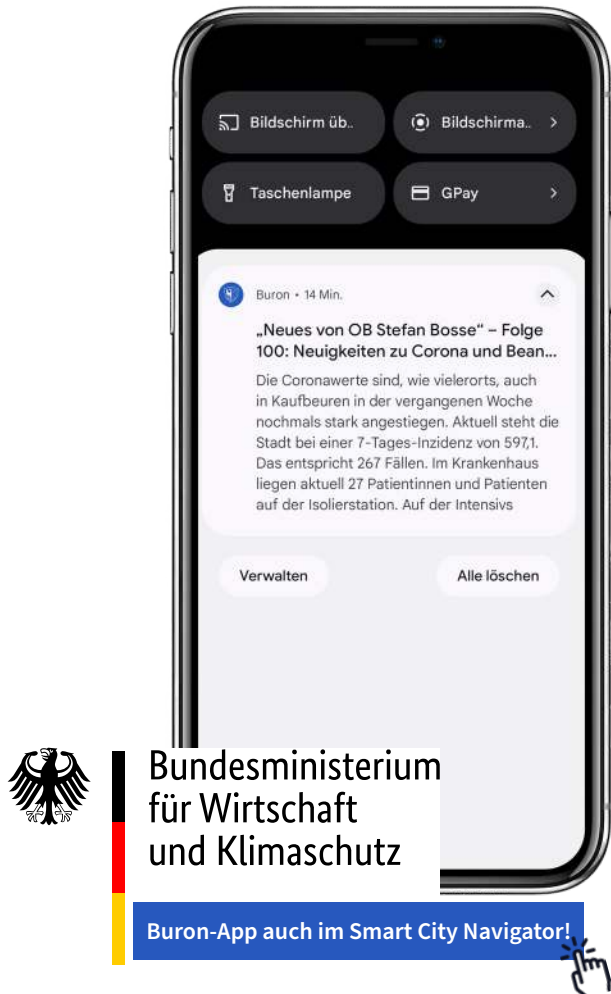 Bildschirm üb..
Bildschirma..
Taschenlampe
GPay
Buron • 14 Min.
„Neues von OB Stefan Bosse“ – Folge
100: Neuigkeiten zu Corona und Bean...
Die Coronawerte sind, wie vielerorts, auch
in Kaufbeuren in der vergangenen Woche
nochmals stark angestiegen. Aktuell steht die
Stadt bei einer 7-Tages-Inzidenz von 597,1.
Das entspricht 267 Fällen. Im Krankenhaus
liegen aktuell 27 Patientinnen und Patienten
auf der Isolierstation. Auf der Intensivs
Verwalten
Alle löschen
Bundesministerium
für Wirtschaft
und Klimaschutz
Buron-App auch im Smart City Navigator!